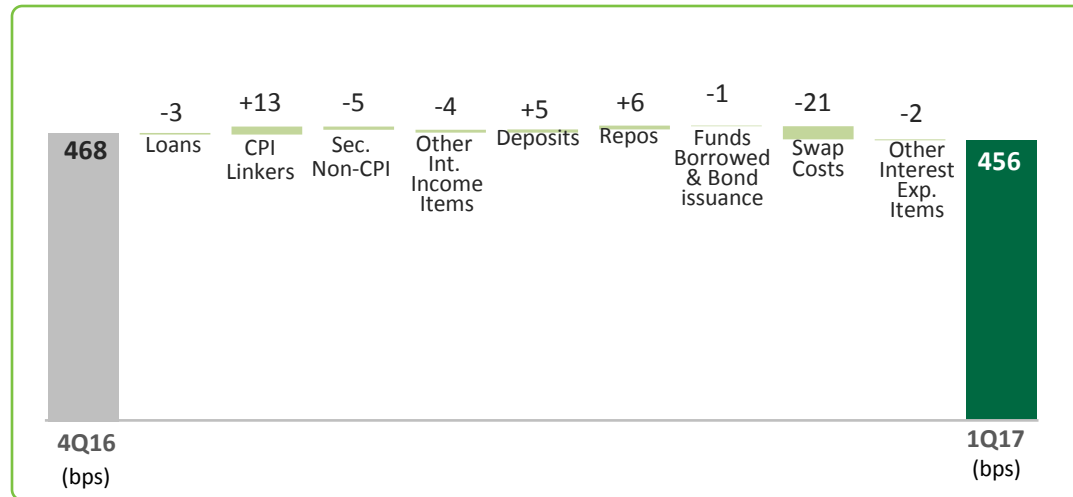 468
-3
Loans
+13
CPI
Linkers
-5
Sec.
Non-CPI
-4
Other
Int.
Income
Items
+5
Deposits
+6
Repos
-1
Funds
Borrowed
& Bond
issuance
-21
Swap
Costs
-2
Other
Interest
Exp.
Items
456
4Q16
(bps)
1Q17
(bps)